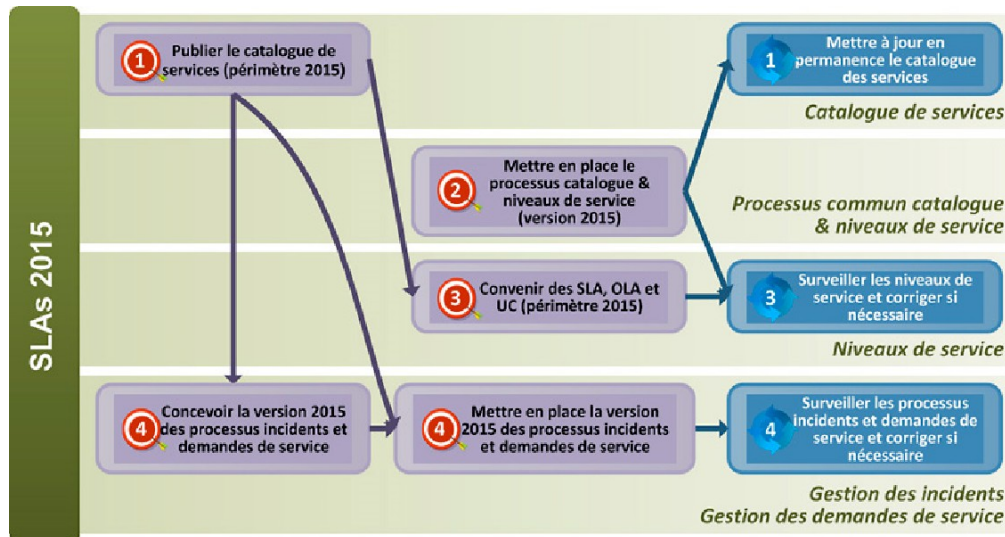 SLAs 2015
1
Publier le catalogue de
services (périmètre 2015)
1
Mettre à jour en
permanence le catalogue
des services
Catalogue de services
2
Mettre en place le
processus catalogue &
niveaux de service
(version 2015)
Processus commun catalogue
& niveaux de service
3
Convenir des SLA, OLA et
UC (périmètre 2015)
3
Surveiller les niveaux de
service et corriger si
nécessaire
Niveaux de service
4
Concevoir la version 2015
des processus incidents et
demandes de service
4
Mettre en place la version
2015 des processus incidents
et demandes de service
4
Surveiller les processus
incidents et demandes de
service et corriger si
nécessaire
Gestion des incidents
Gestion des demandes de service